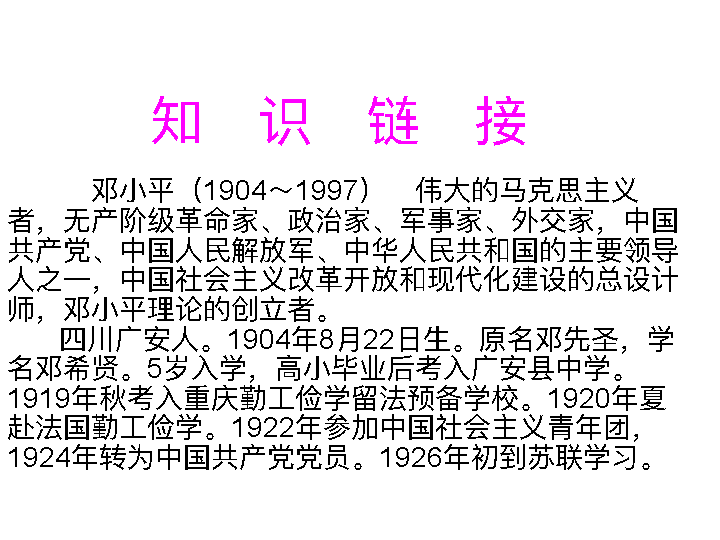 知 识 链 接
邓小平（1904～1997） 伟大的马克思主义
者，无产阶级革命家、政治家、军事家、外交家，中国
共产党、中国人民解放军、中华人民共和国的主要领导
人之一，中国社会主义改革开放和现代化建设的总设计
师，邓小平理论的创立者。
四川广安人。1904年8月22日生。原名邓先圣，学
名邓希贤。5岁入学，高小毕业后考入广安县中学。
1919年秋考入重庆勤工俭学留法预备学校。1920年夏
赴法国勤工俭学。1922年参加中国社会主义青年团，
1924年转为中国共产党党员。1926年初到苏联学习。